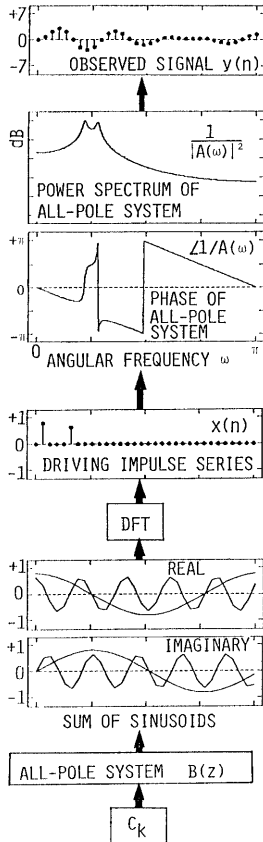 +7
0
-7
OBSERVED SIGNAL y(n)
dB
1
|A(ω)|²
POWER SPECTRUM OF
ALL-POLE SYSTEM
+π
0
-π
∠1/A(ω)
PHASE OF
ALL-POLE
SYSTEM
0
π
ANGULAR FREQUENCY ω
+1
0
-1
x(n)
DRIVING IMPULSE SERIES
DFT
+1
0
-1
REAL
+1
0
-1
IMAGINARY
SUM OF SINUSOIDS
ALL-POLE SYSTEM B(z)
Ck